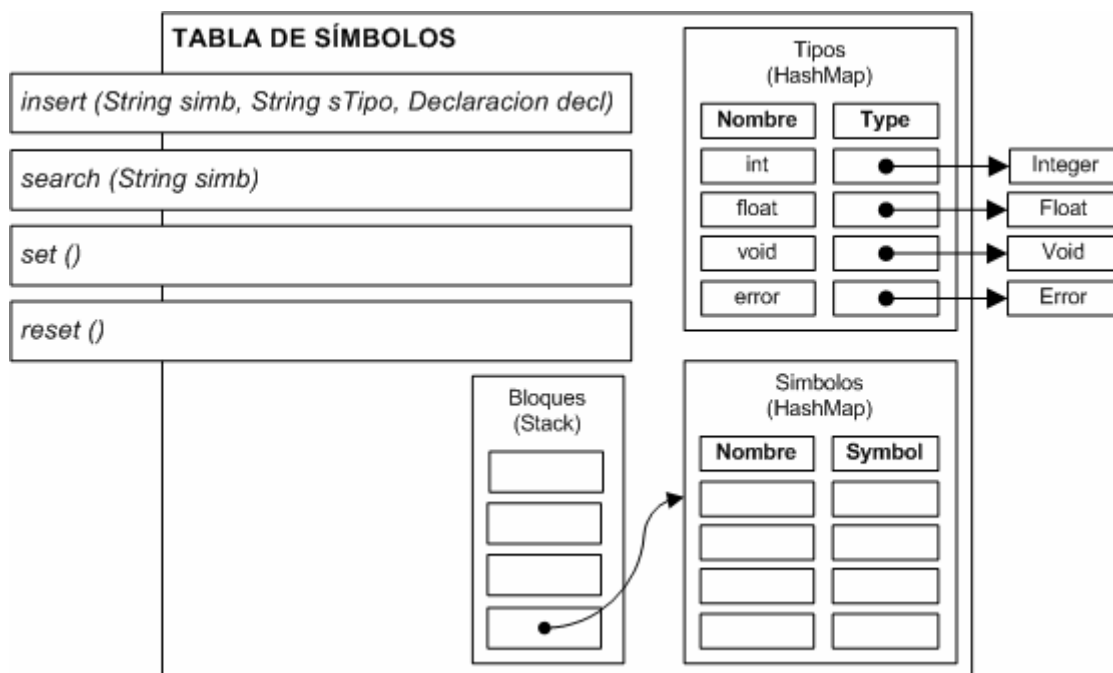 TABLA DE SÍMBOLOS
insert (String simb, String sTipo, Declaracion decl)
search (String simb)
set ()
reset ()
Tipos
(HashMap)
Nombre Type
int Integer
float Float
void Void
error Error
Bloques
(Stack)
Simbolos
(HashMap)
Nombre Symbol